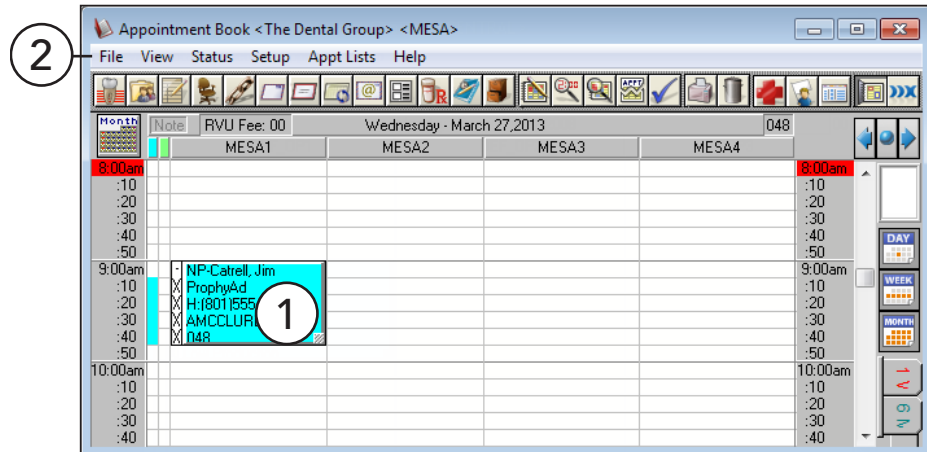 Appointment Book <The Dental Group> <MESA>
2
File View Status Setup Appt Lists Help
Month Note RVU Fee: 00 Wednesday - March 27,2013 048
MESA1 MESA2 MESA3 MESA4
8:00am 8:00am
:10 :10
:20 :20
:30 :30
:40 :40
:50 :50
DAY
9:00am NP-Catrell, Jim 9:00am
:10 X ProphyAd :10
WEEK
:20 X H:(801)555 :20
1
:30 X AMCCLUR :30
MONTH
:40 X 048 :40
:50 :50
10:00am 10:00am
:10 :10
:20 :20
:30 :30
:40 :40